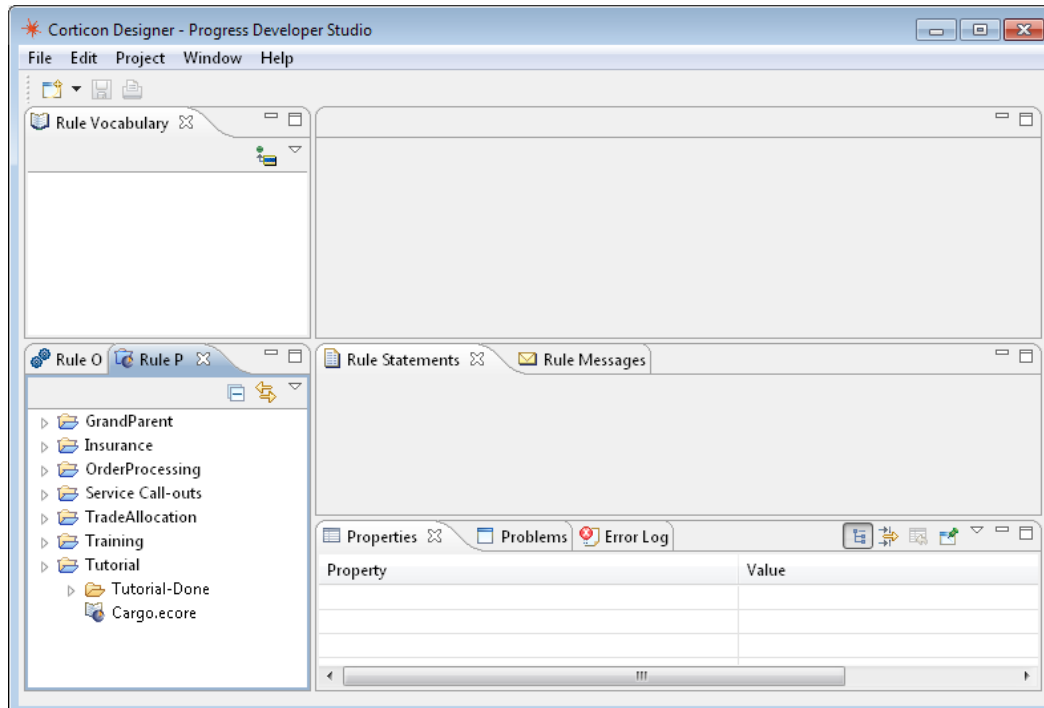 Corticon Designer - Progress Developer Studio
File Edit Project Window Help
Rule Vocabulary
Rule O Rule P
GrandParent
Insurance
OrderProcessing
Service Call-outs
TradeAllocation
Training
Tutorial
Tutorial-Done
Cargo.ecore
Rule Statements Rule Messages
Properties Problems Error Log
Property Value